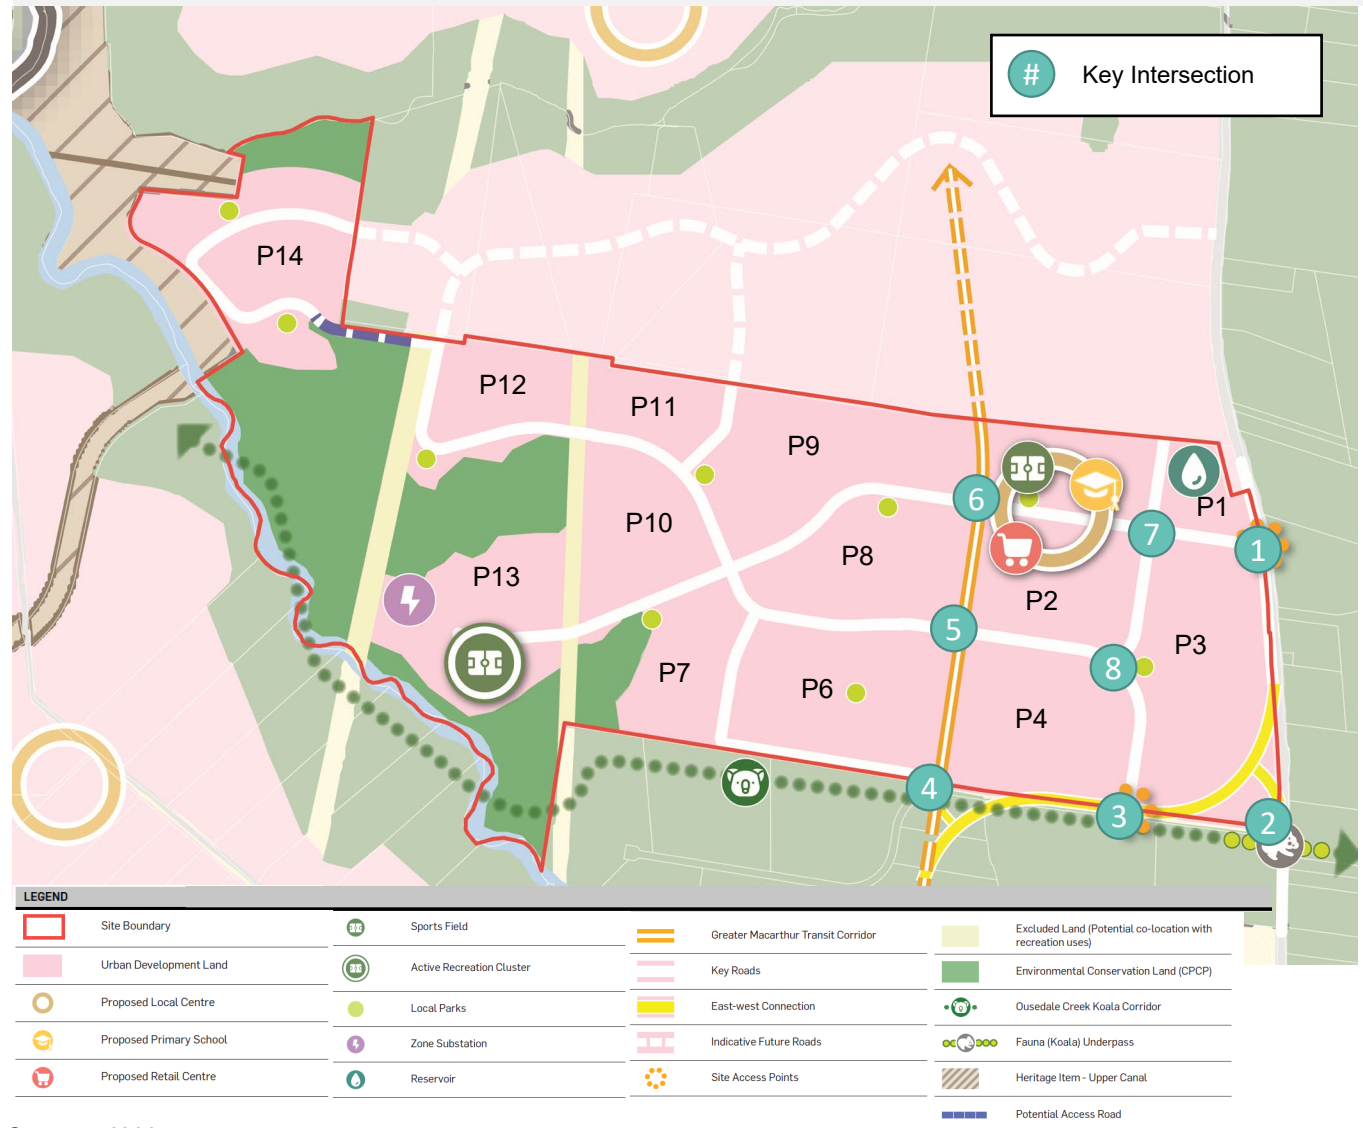 # Key Intersection
P14
P12
P11
P9
P1
P10
P8
P13
P2
P3
P7
P6
P4
6
7
1
5
8
4
3
2
LEGEND
Site Boundary
Urban Development Land
Proposed Local Centre
Proposed Primary School
Proposed Retail Centre
Sports Field
Active Recreation Cluster
Local Parks
Zone Substation
Reservoir
Greater Macarthur Transit Corridor
Key Roads
East-west Connection
Indicative Future Roads
Site Access Points
Excluded Land (Potential co-location with
recreation uses)
Environmental Conservation Land (CPCP)
Ousedale Creek Koala Corridor
Fauna (Koala) Underpass
Heritage Item - Upper Canal
Potential Access Road